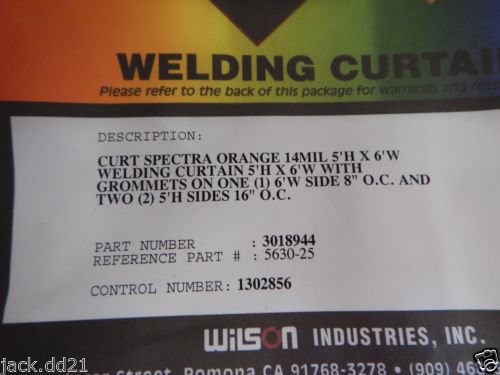 WELDING CURTAI
Please refer to the back of this package for warnings and
DESCRIPTION:
CURT SPECTRA ORANGE 14MIL 5'H X 6'W
WELDING CURTAIN 5'H X 6'W WITH
GROMMETS ON ONE (1) 6'W SIDE 8" O.C. AND
TWO (2) 5'H SIDES 16" O.C.
PART NUMBER : 3018944
REFERENCE PART # : 5630-25
CONTROL NUMBER: 1302856
WiLSON INDUSTRIES, INC.
Street, Pomona CA 91768-3278 • (909) 46
jack.dd21